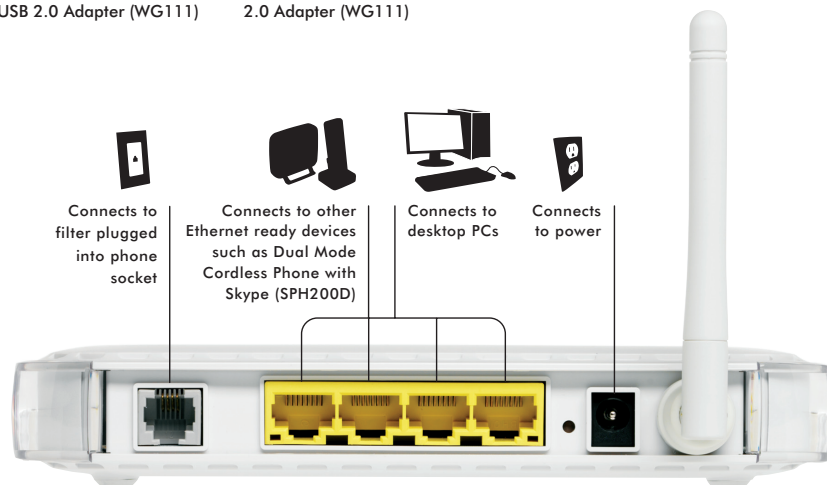 USB 2.0 Adapter (WG111)
2.0 Adapter (WG111)
Connects to
filter plugged
into phone
socket
Connects to other
Ethernet ready devices
such as Dual Mode
Cordless Phone with
Skype (SPH200D)
Connects to
desktop PCs
Connects
to power